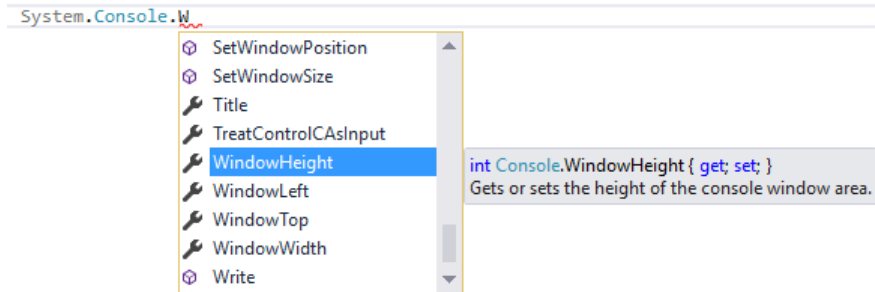 System.Console.W
SetWindowPosition
SetWindowSize
Title
TreatControlCAsInput
WindowHeight
int Console.WindowHeight { get; set; }
Gets or sets the height of the console window area.
WindowLeft
WindowTop
WindowWidth
Write